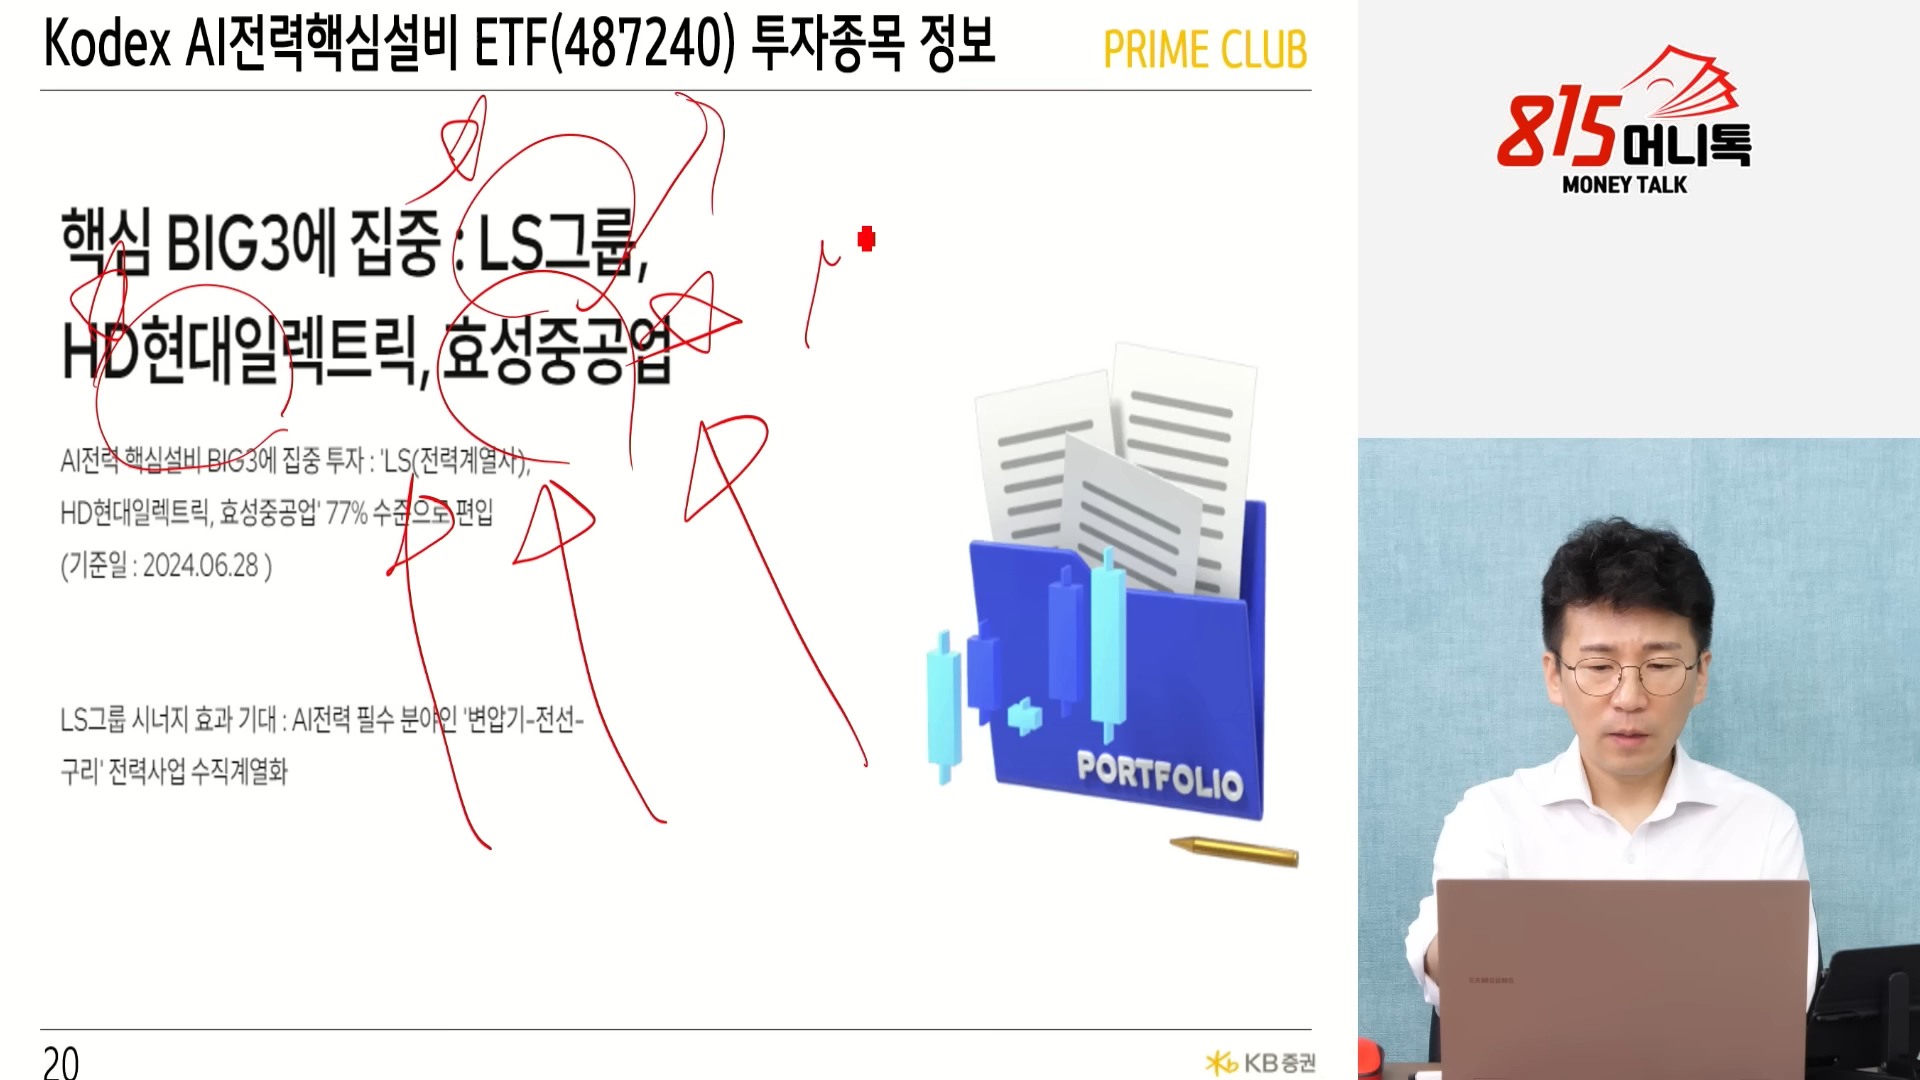 Kodex AI전력핵심설비 ETF(487240) 투자종목 정보
PRIME CLUB
핵심 BIG3에 집중 : LS그룹,
HD현대일렉트릭, 효성중공업
AI전력 핵심설비 BIG3에 집중 투자 : 'LS(전력계열사),
HD현대일렉트릭, 효성중공업' 77% 수준으로 편입
(기준일 : 2024.06.28 )
LS그룹 시너지 효과 기대 : AI전력 필수 분야인 '변압기-전선-
구리' 전력사업 수직계열화
PORTFOLIO
20
KB증권
815머니톡
MONEY TALK
SAMSUNG